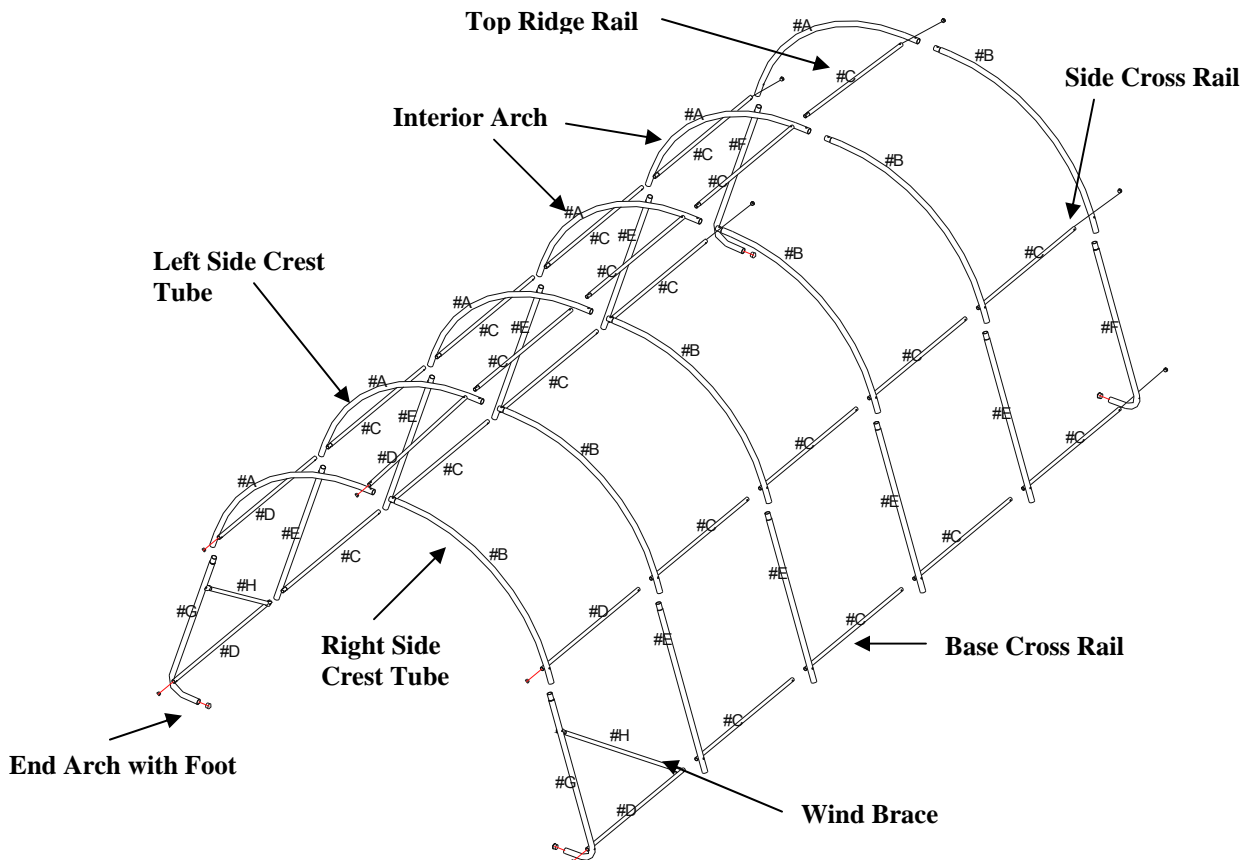 Top Ridge Rail
#A
#B
#C
Side Cross Rail
Interior Arch
#A
#C
#F
#B
#C
#A
#C
#E
#B
#C
Left Side Crest
Tube
#C
#C
#A
#C
#E
#B
#C
#F
#C
#A
#C
#E
#D
#C
#B
#C
#E
#C
#A
#D
#E
#C
#B
#C
#E
#C
#H
#G
#D
#D
#E
#C
Right Side
Crest Tube
Base Cross Rail
#C
End Arch with Foot
#H
#G
#D
Wind Brace